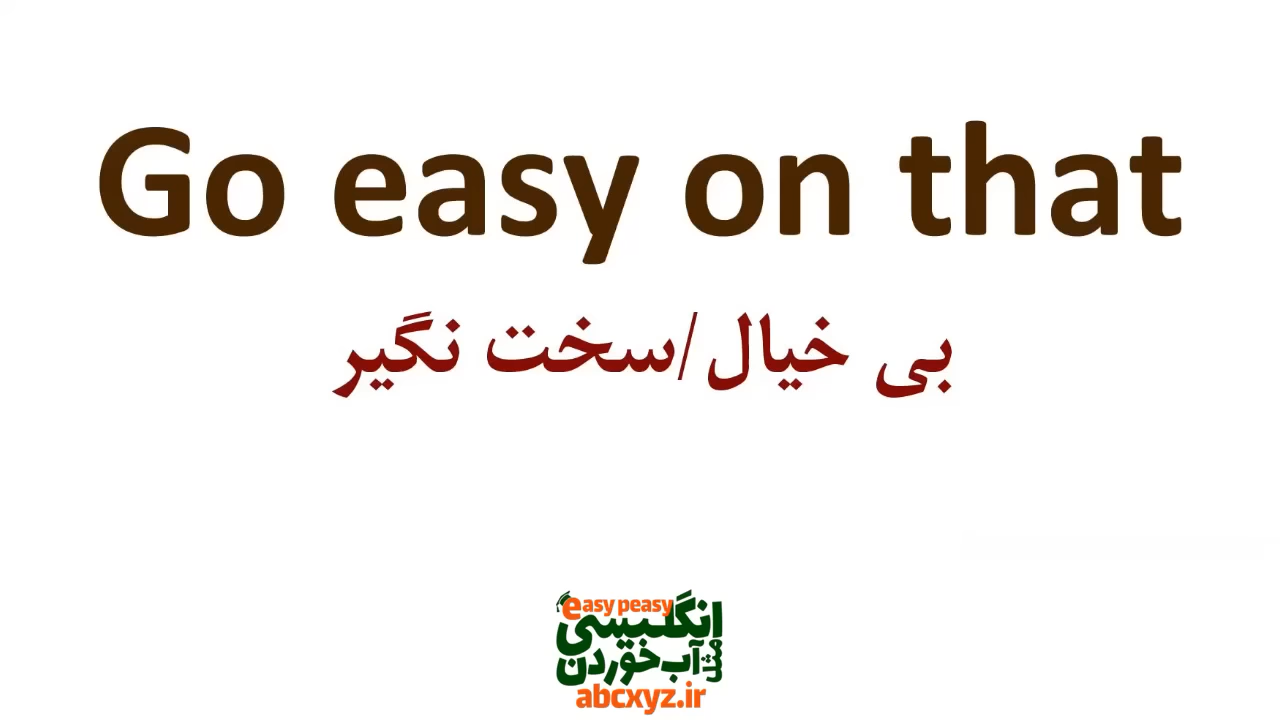 Go easy on that
بی خیال/سخت نگیر
easy peasy
انگلیسی
مثل آب خوردن
abcxyz.ir